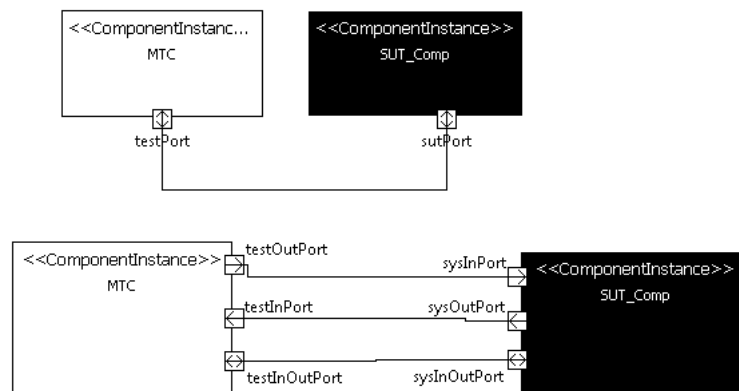 <<ComponentInstanc...
MTC
<<ComponentInstance>>
SUT_Comp
testPort
sutPort
<<ComponentInstance>>
MTC
testOutPort
sysInPort
<<ComponentInstance>>
SUT_Comp
testInPort
sysOutPort
testInOutPort
sysInOutPort